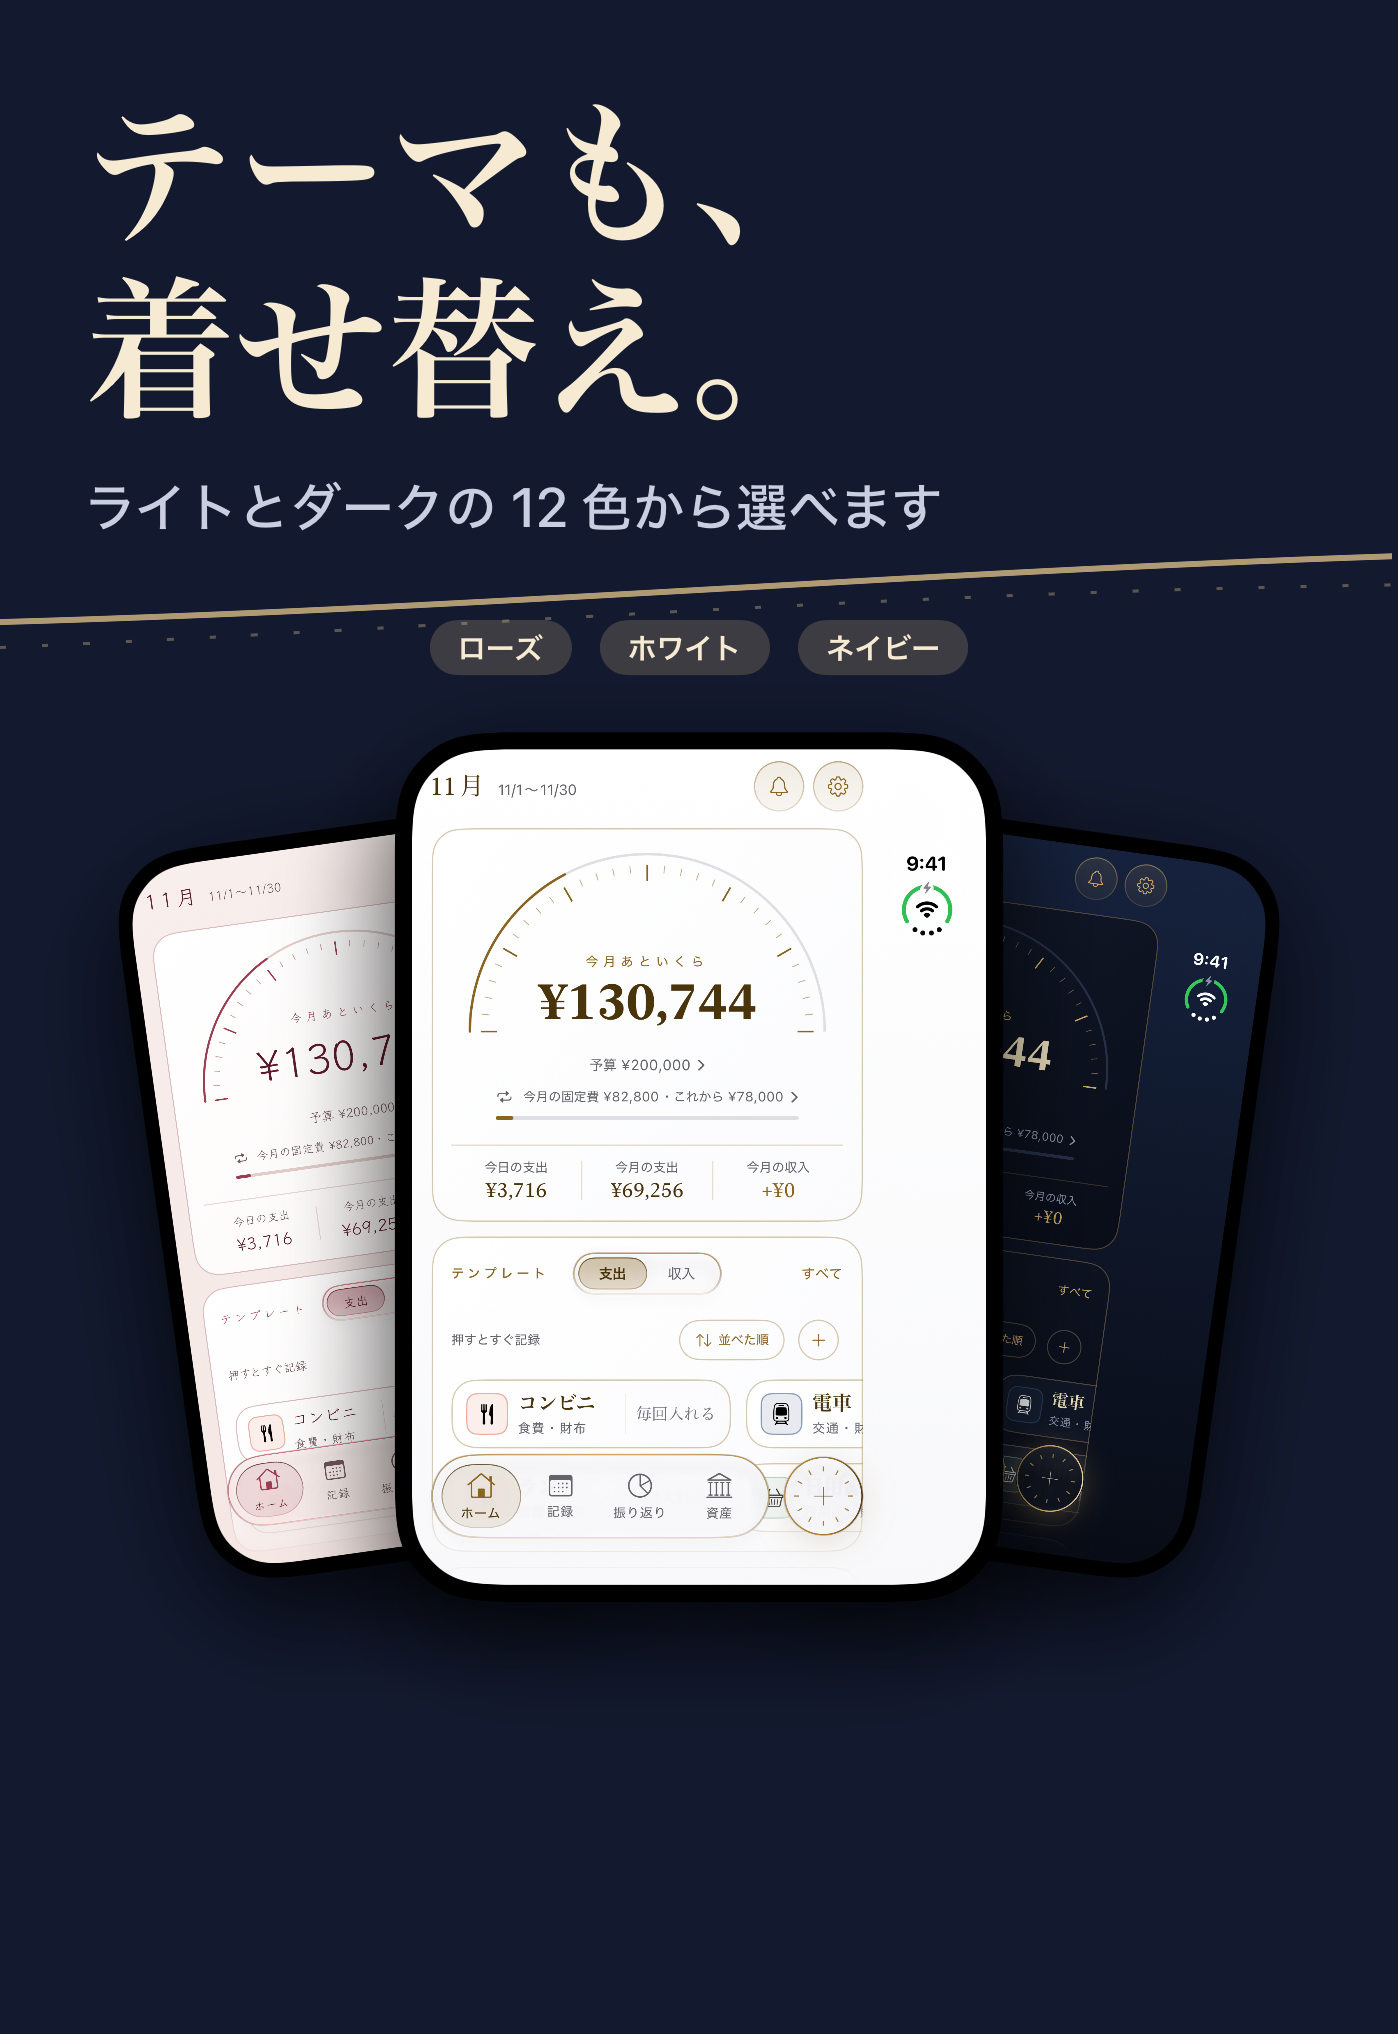 テーマも、
着せ替え。
ライトとダークの 12 色から選べます
ローズ
ホワイト
ネイビー
11月 11/1〜11/30
今月あといくら
¥130,7
予算 ¥200,000
今月の固定費 ¥82,800・こ
今日の支出
¥3,716
今月の支出
¥69,25
テンプレート
支出
押すとすぐ記録
コンビニ
食費・財布
ホーム
記録
振
11月 11/1〜11/30
9:41
今月あといくら
¥130,744
予算 ¥200,000
今月の固定費 ¥82,800・これから ¥78,000
今日の支出
¥3,716
今月の支出
¥69,256
今月の収入
+¥0
テンプレート
支出
収入
すべて
押すとすぐ記録
並べた順
コンビニ
食費・財布
毎回入れる
電車
交通・財
ホーム
記録
振り返り
資産
9:41
ら
44
ら ¥78,000
今月の収入
+¥0
すべて
た順
電車
交通・財